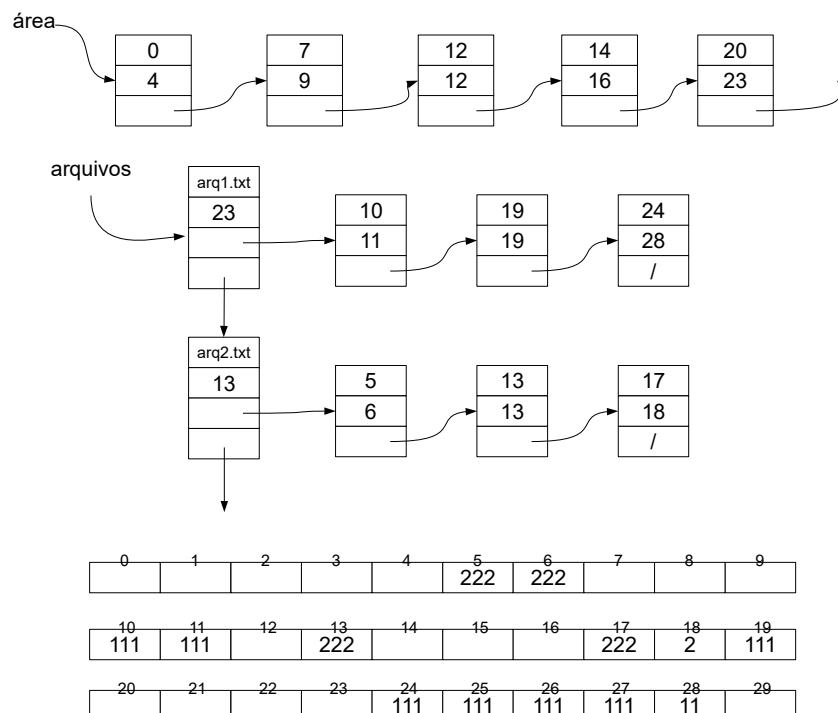 área
0 7 12 14 20
4 9 12 16 23
arquivos
arq1.txt
23 10 19 24
11 19 28
/
arq2.txt
13 5 13 17
6 13 18
/
0 1 2 3 4 5 6 7 8 9
222 222
10 11 12 13 14 15 16 17 18 19
111 111 222 222 2 111
20 21 22 23 24 25 26 27 28 29
111 111 111 111 11